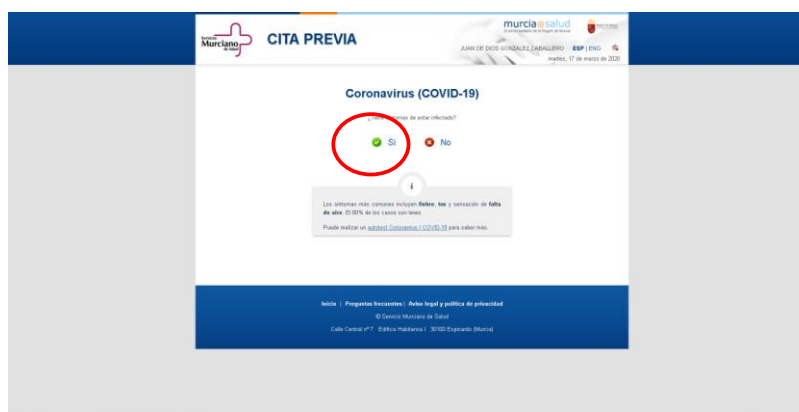 Servicio
Murciano
de Salud
CITA PREVIA
murcia salud
JUAN DE DIOS GONZALEZ CABALLERO ESP | ENG
martes, 17 de marzo de 2020
Coronavirus (COVID-19)
¿Tiene síntomas de estar infectado?
Si No
i
Los síntomas más comunes incluyen fiebre, tos y sensación de falta
de aire. El 80% de los casos son leves.
Puede realizar un autotest Coronavirus / COVID-19 para saber más.
Inicio | Preguntas frecuentes | Aviso legal y política de privacidad
© Servicio Murciano de Salud
Calle Central nº 7 Edificio Habitamia I 30100 Espinardo (Murcia)